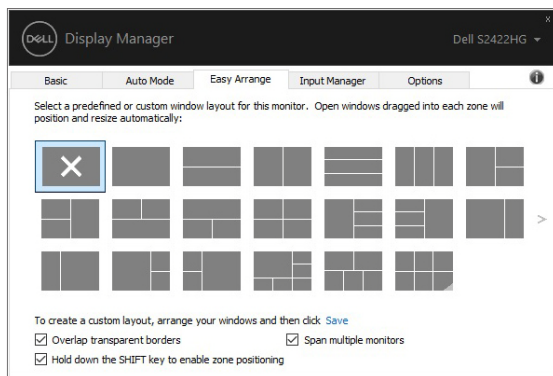 DELL Display Manager
Dell S2422HG
Basic Auto Mode Easy Arrange Input Manager Options
Select a predefined or custom window layout for this monitor. Open windows dragged into each zone will
position and resize automatically:
To create a custom layout, arrange your windows and then click Save
Overlap transparent borders
Span multiple monitors
Hold down the SHIFT key to enable zone positioning